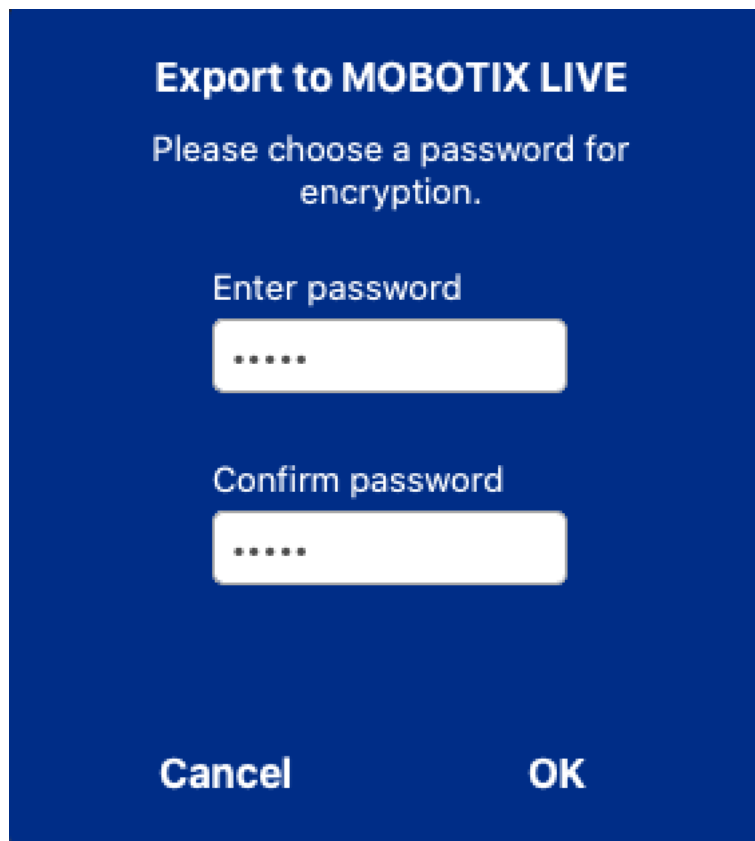 Export to MOBOTIX LIVE
Please choose a password for
encryption.
Enter password
•••••
Confirm password
•••••
Cancel OK